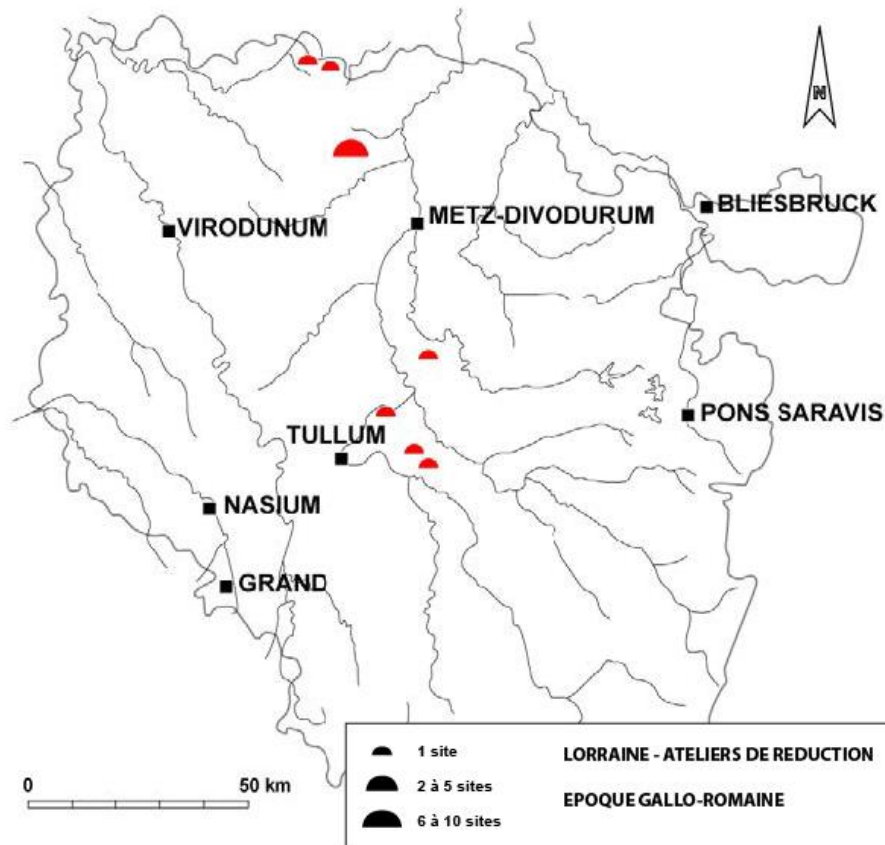 N
BLIESBRUCK
METZ-DIVODURUM
VIRODUNUM
PONS SARAVIS
TULLUM
NASIUM
GRAND
0 50 km
1 site
2 à 5 sites
6 à 10 sites
LORRAINE - ATELIERS DE REDUCTION
EPOQUE GALLO-ROMAINE